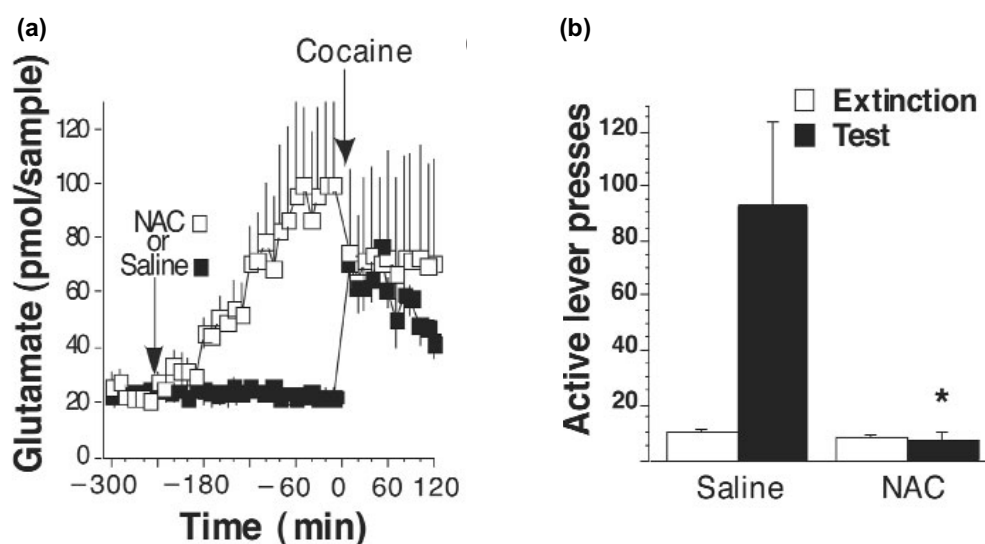 (a)
Glutamate (pmol/sample)
120
100
80
60
40
20
Cocaine
NAC
or
Saline
−300
−180
−60
0
60
120
Time (min)
(b)
Active lever presses
120
100
80
60
40
20
Extinction
Test
*
Saline
NAC